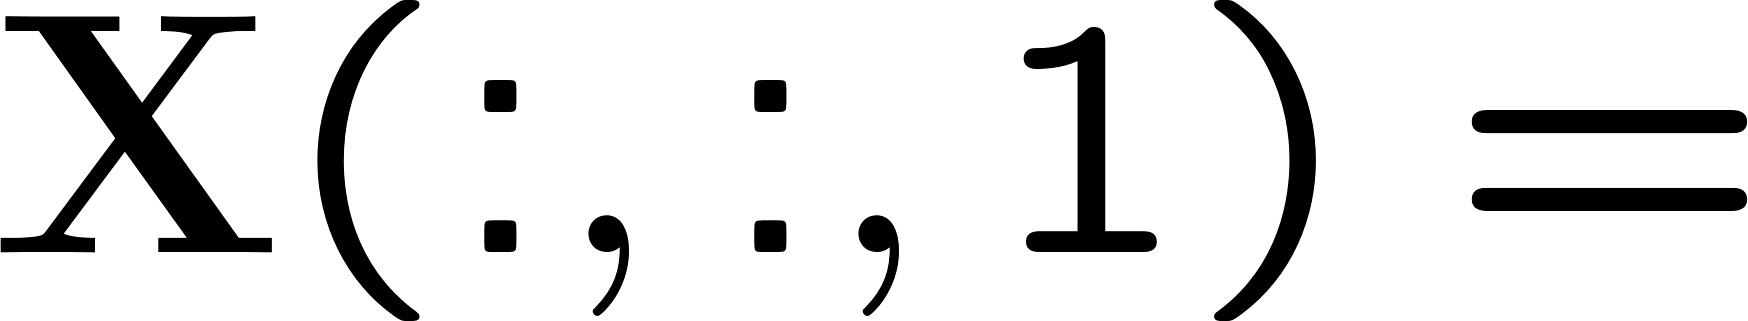 X(:, :, 1) =